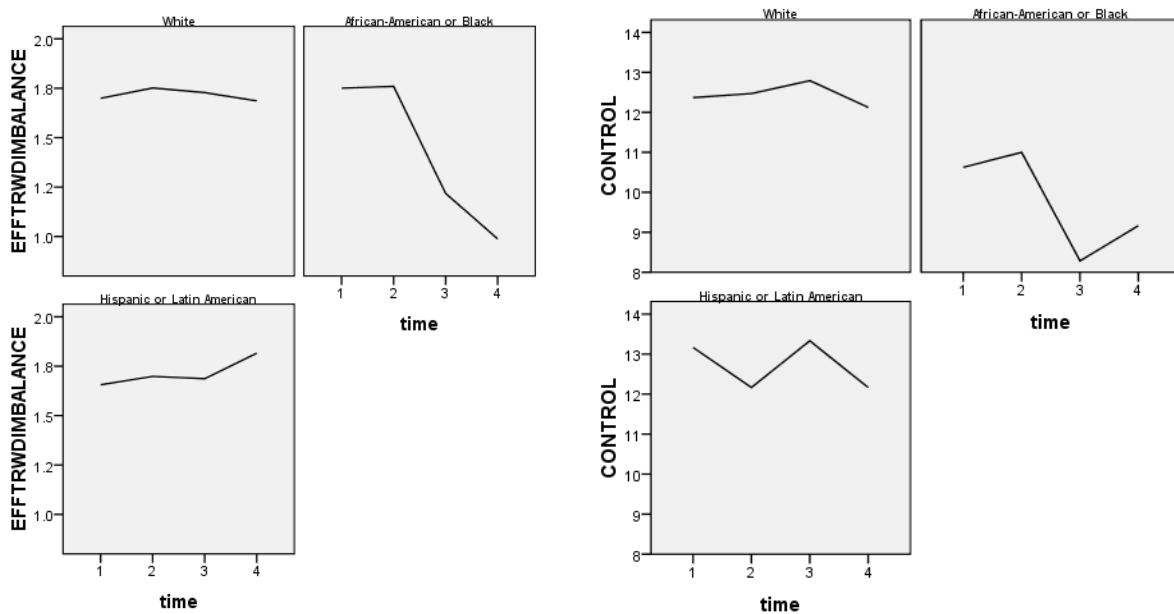 White
African-American or Black
EFFTRWDIMBALANCE
2.0
1.8
1.5
1.2
1.0
1 2 3 4
time
Hispanic or Latin American
EFFTRWDIMBALANCE
2.0
1.8
1.5
1.2
1.0
1 2 3 4
time
White
African-American or Black
CONTROL
14
13
12
11
10
9
8
1 2 3 4
time
Hispanic or Latin American
CONTROL
14
13
12
11
10
9
8
1 2 3 4
time